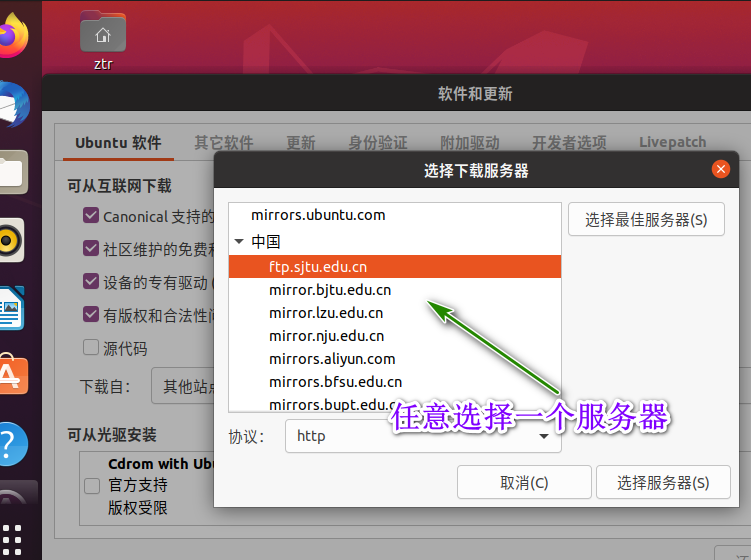 ztr
软件和更新
Ubuntu 软件 其它软件 更新 身份验证 附加驱动 开发者选项 Livepatch
选择下载服务器
可从互联网下载
Canonical 支持的
社区维护的免费和
设备的专有驱动 (
有版权和合法性问
源代码
下载自: 其他站点
mirrors.ubuntu.com
中国
ftp.sjtu.edu.cn
mirror.bjtu.edu.cn
mirror.lzu.edu.cn
mirror.nju.edu.cn
mirrors.aliyun.com
mirrors.bfsu.edu.cn
mirrors.bupt.edu.c
选择最佳服务器(S)
任意选择一个服务器
协议: http
取消(C) 选择服务器(S)
可从光驱安装
Cdrom with Ubu
官方支持
版权受限